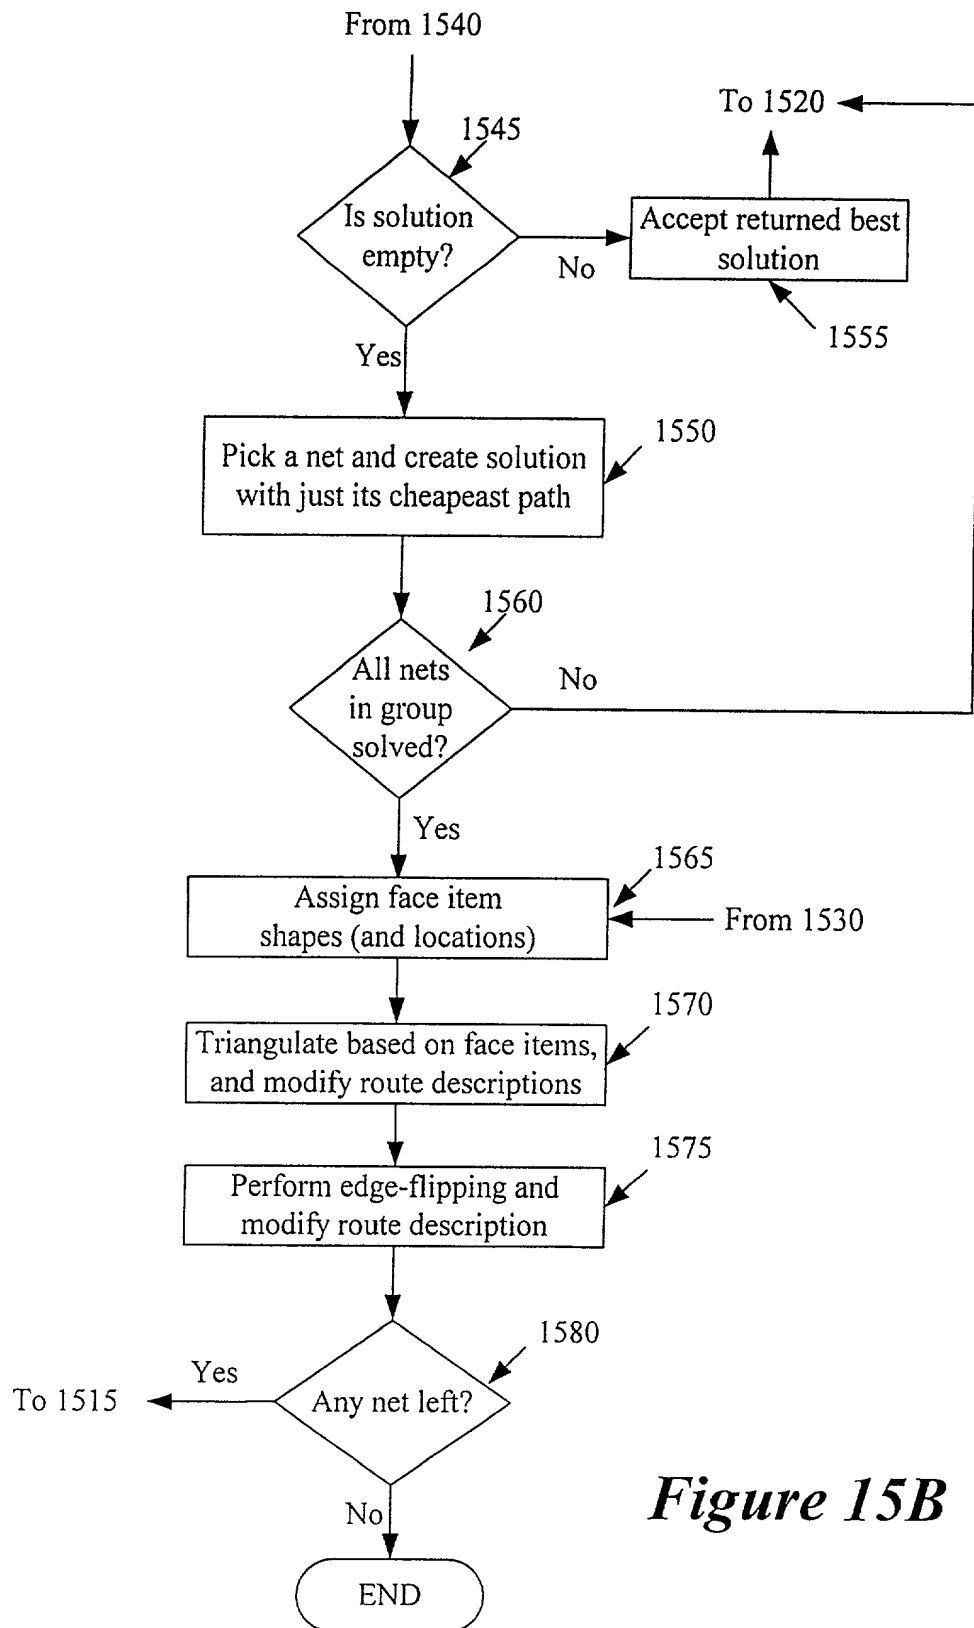 From 1540
To 1520
1545
Is solution
empty?
No
Accept returned best
solution
1555
Yes
1550
Pick a net and create solution
with just its cheapeast path
1560
All nets
in group
solved?
No
Yes
1565
Assign face item
shapes (and locations)
From 1530
1570
Triangulate based on face items,
and modify route descriptions
1575
Perform edge-flipping and
modify route description
1580
Yes
To 1515
Any net left?
No
END
Figure 15B